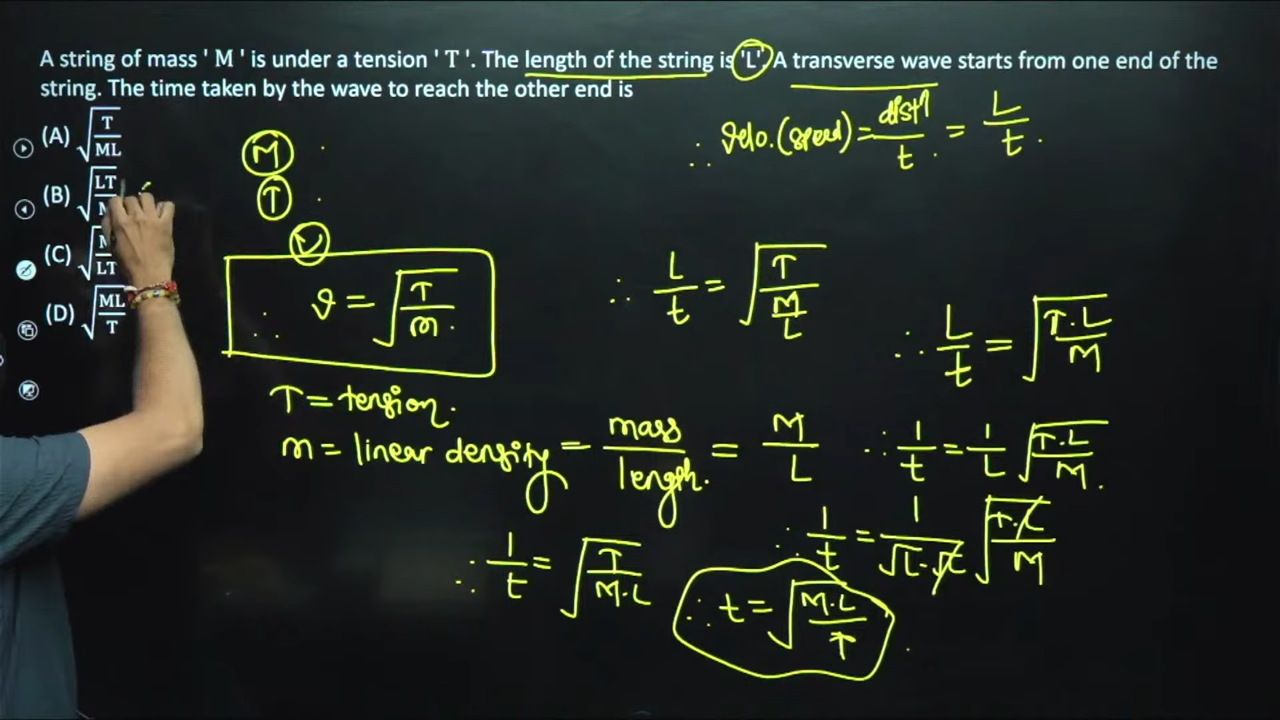 A string of mass ' M ' is under a tension ' T '. The length of the string is 'L'. A transverse wave starts from one end of the
string. The time taken by the wave to reach the other end is
(A) √(T/ML)
(B) √(LT/
(C) √(M/LT)
(D) √(ML/T)
M
T
L
∴ v = √(T/m)
T = tension.
m = linear density = mass/length. = M/L
∴ velo. (speed) = distⁿ/t = L/t.
∴ L/t = √(T/(M/L))
∴ L/t = √(T·L/M)
∴ 1/t = 1/L √(T·L/M).
∴ 1/t = 1/(√L·√L) √(T·L/M)
∴ 1/t = √(T/M·L)
∴ t = √(M·L/T)